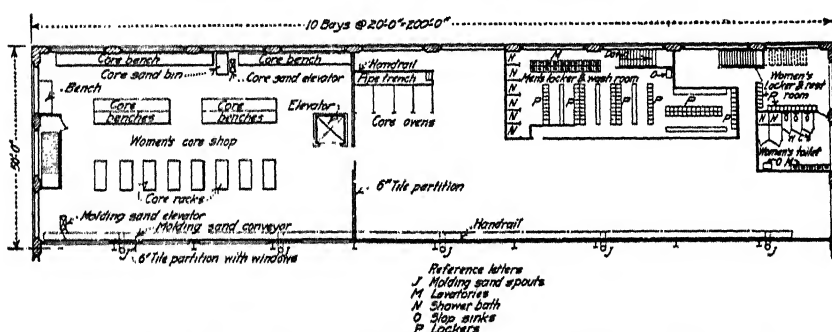 10 Bays @ 20'-0"=200'-0"
50'-0"
Core bench
Core bench
Core sand bin
Core sand elevator
Bench
Core
benches
Core
benches
Elevator
Women's core shop
Core racks
Molding sand elevator
Molding sand conveyor
6" Tile partition with windows
Handrail
Pipe trench
Core ovens
6" Tile partition
Handrail
Men's locker & wash room
M
N
N
N
N
N
P
P
P
P
P
Down
O
Women's
locker & rest
P room
N
N
O
Women's toilet
O M
J
J
J
J
J
Reference letters
J Molding sand spouts
M Lavatories
N Shower bath
O Slop sinks
P Lockers